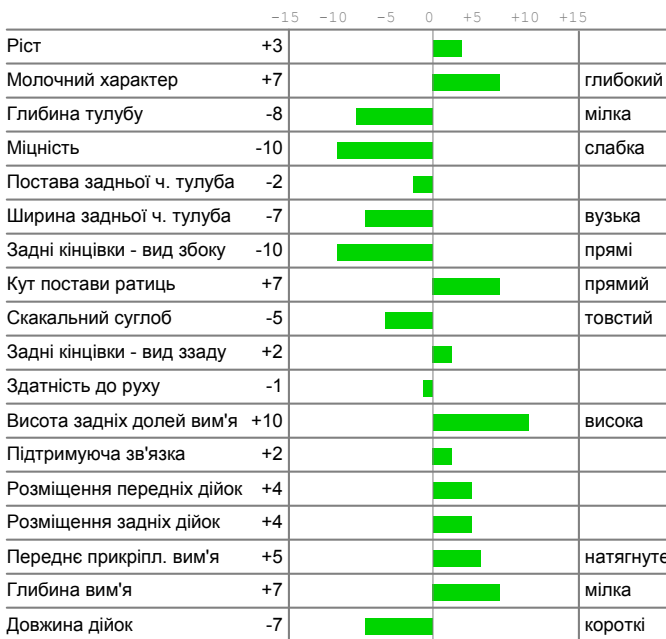 -15 -10 -5 0 +5 +10 +15
Ріст +3
Молочний характер +7 глибокий
Глибина тулубу -8 мілка
Міцність -10 слабка
Постава задньої ч. тулуба -2
Ширина задньої ч. тулуба -7 вузька
Задні кінцівки - вид збоку -10 прямі
Кут постави ратиць +7 прямий
Скакальний суглоб -5 товстий
Задні кінцівки - вид ззаду +2
Здатність до руху -1
Висота задніх долей вим'я +10 висока
Підтримуюча зв'язка +2
Розміщення передніх дійок +4
Розміщення задніх дійок +4
Переднє прикріпл. вим'я +5 натягнуте
Глибина вим'я +7 мілка
Довжина дійок -7 короткі